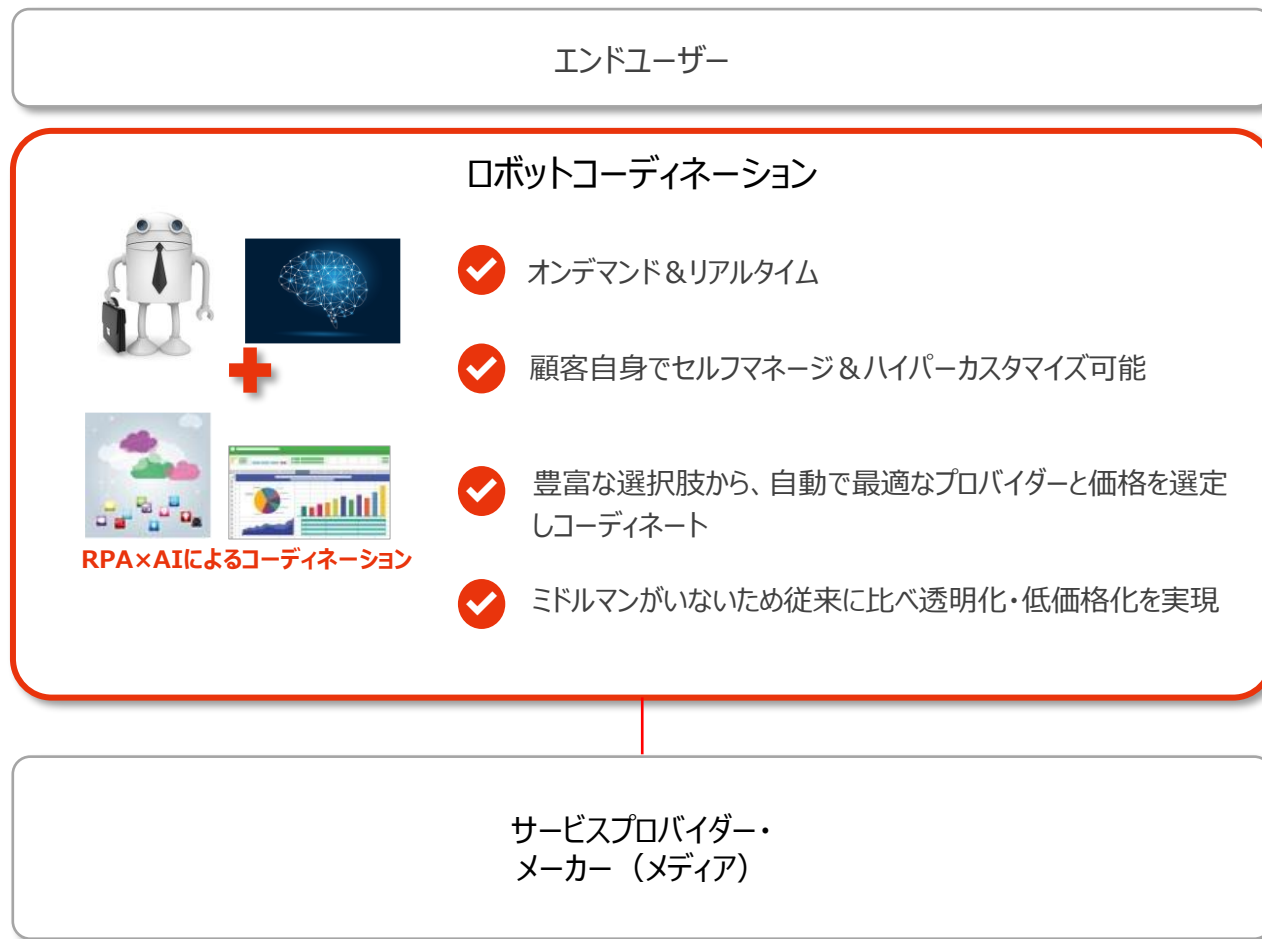 エンドユーザー
ロボットコーディネーション
オンデマンド＆リアルタイム
顧客自身でセルフマネージ＆ハイパーカスタマイズ可能
豊富な選択肢から、自動で最適なプロバイダーと価格を選定
しコーディネート
RPA×AIによるコーディネーション
ミドルマンがいないため従来に比べ透明化・低価格化を実現
サービスプロバイダー・
メーカー（メディア）